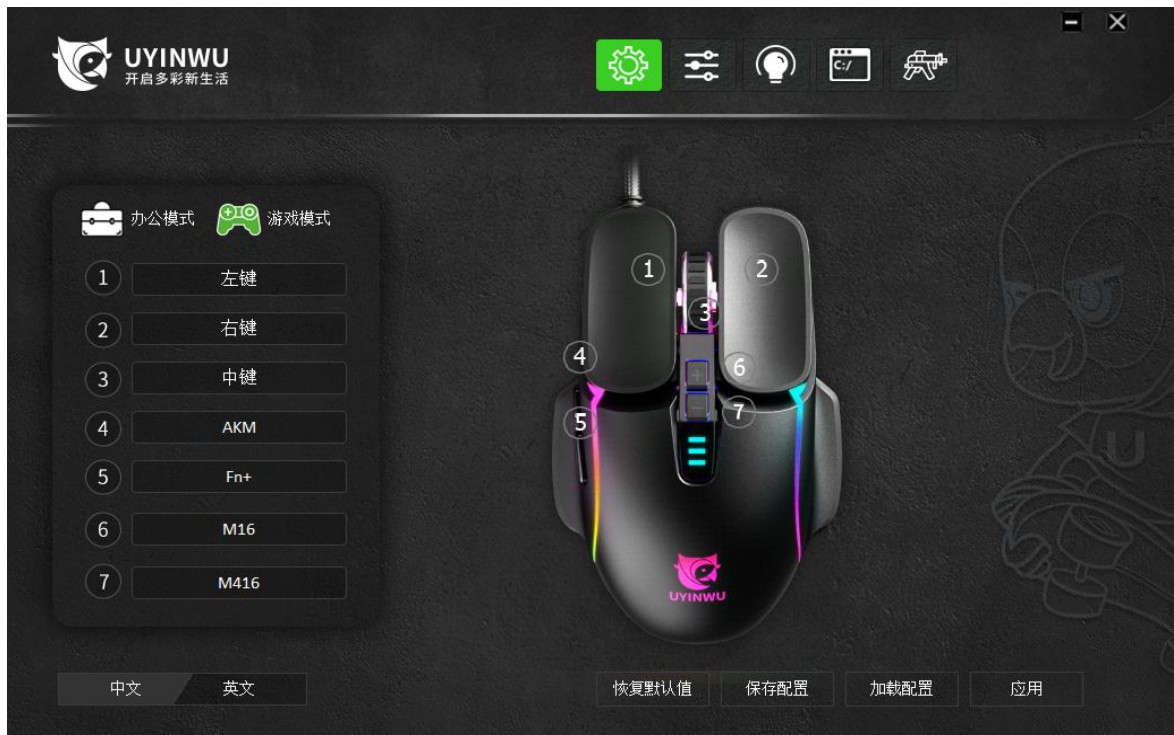 UYINWU
开启多彩新生活
C:/
办公模式 游戏模式
1 左键
2 右键
3 中键
4 AKM
5 Fn+
6 M16
7 M416
1
2
3
4
6
5
7
UYINWU
U
中文 英文
恢复默认值 保存配置 加载配置 应用